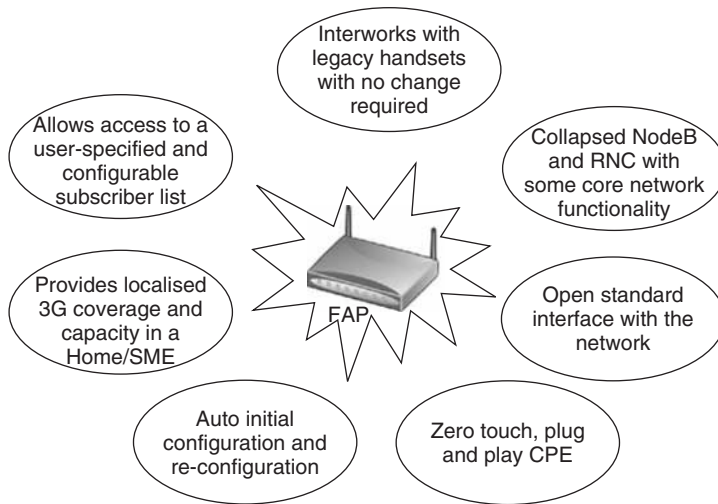 Interworks with
legacy handsets
with no change
required
Allows access to a
user-specified and
configurable
subscriber list
Collapsed NodeB
and RNC with
some core network
functionality
FAP
Provides localised
3G coverage and
capacity in a
Home/SME
Open standard
interface with the
network
Auto initial
configuration and
re-configuration
Zero touch, plug
and play CPE